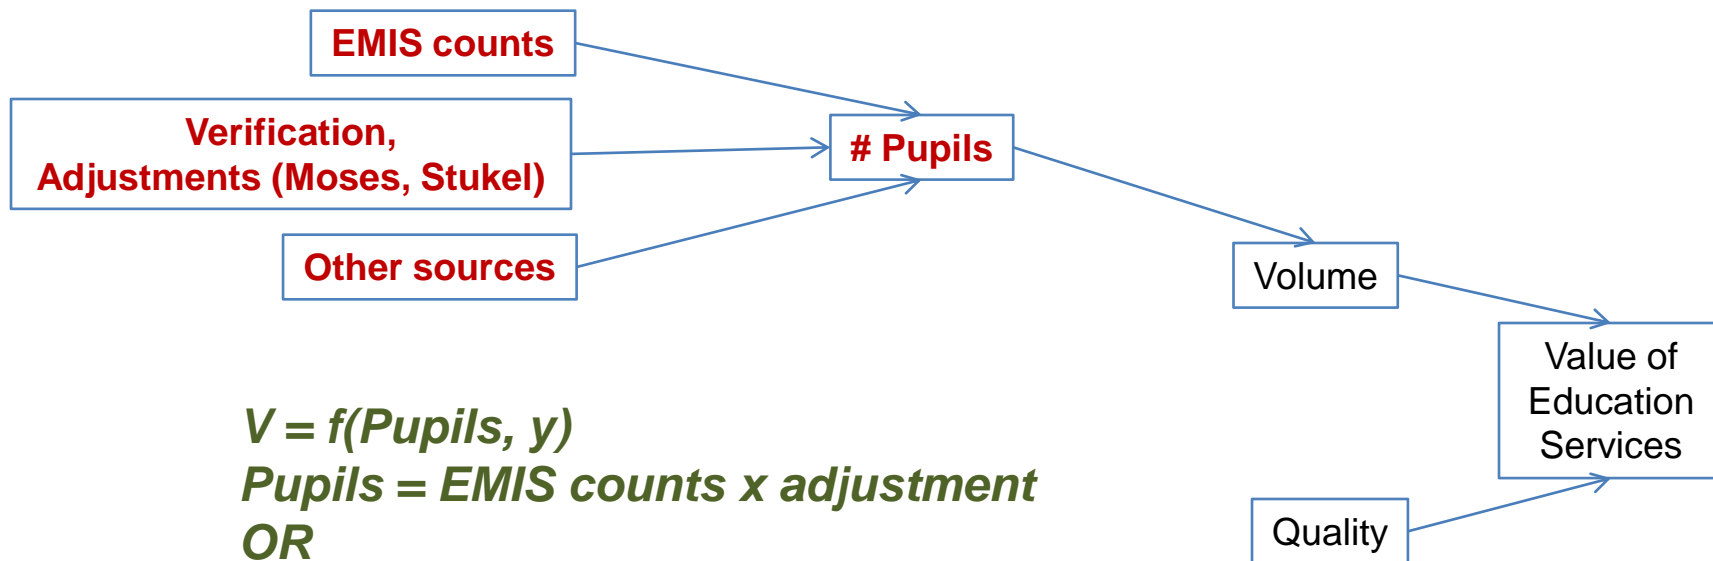 EMIS counts
Verification,
Adjustments (Moses, Stukel)
# Pupils
Other sources
Volume
Value of
Education
Services
V = f(Pupils, y)
Pupils = EMIS counts x adjustment
OR
Quality